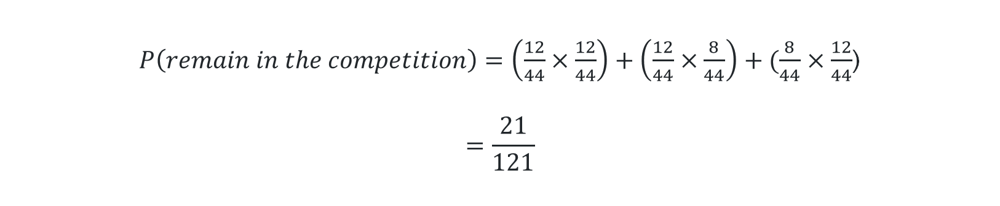 P(remain in the competition) = (12/44 × 12/44) + (12/44 × 8/44) + (8/44 × 12/44)
= 21/121